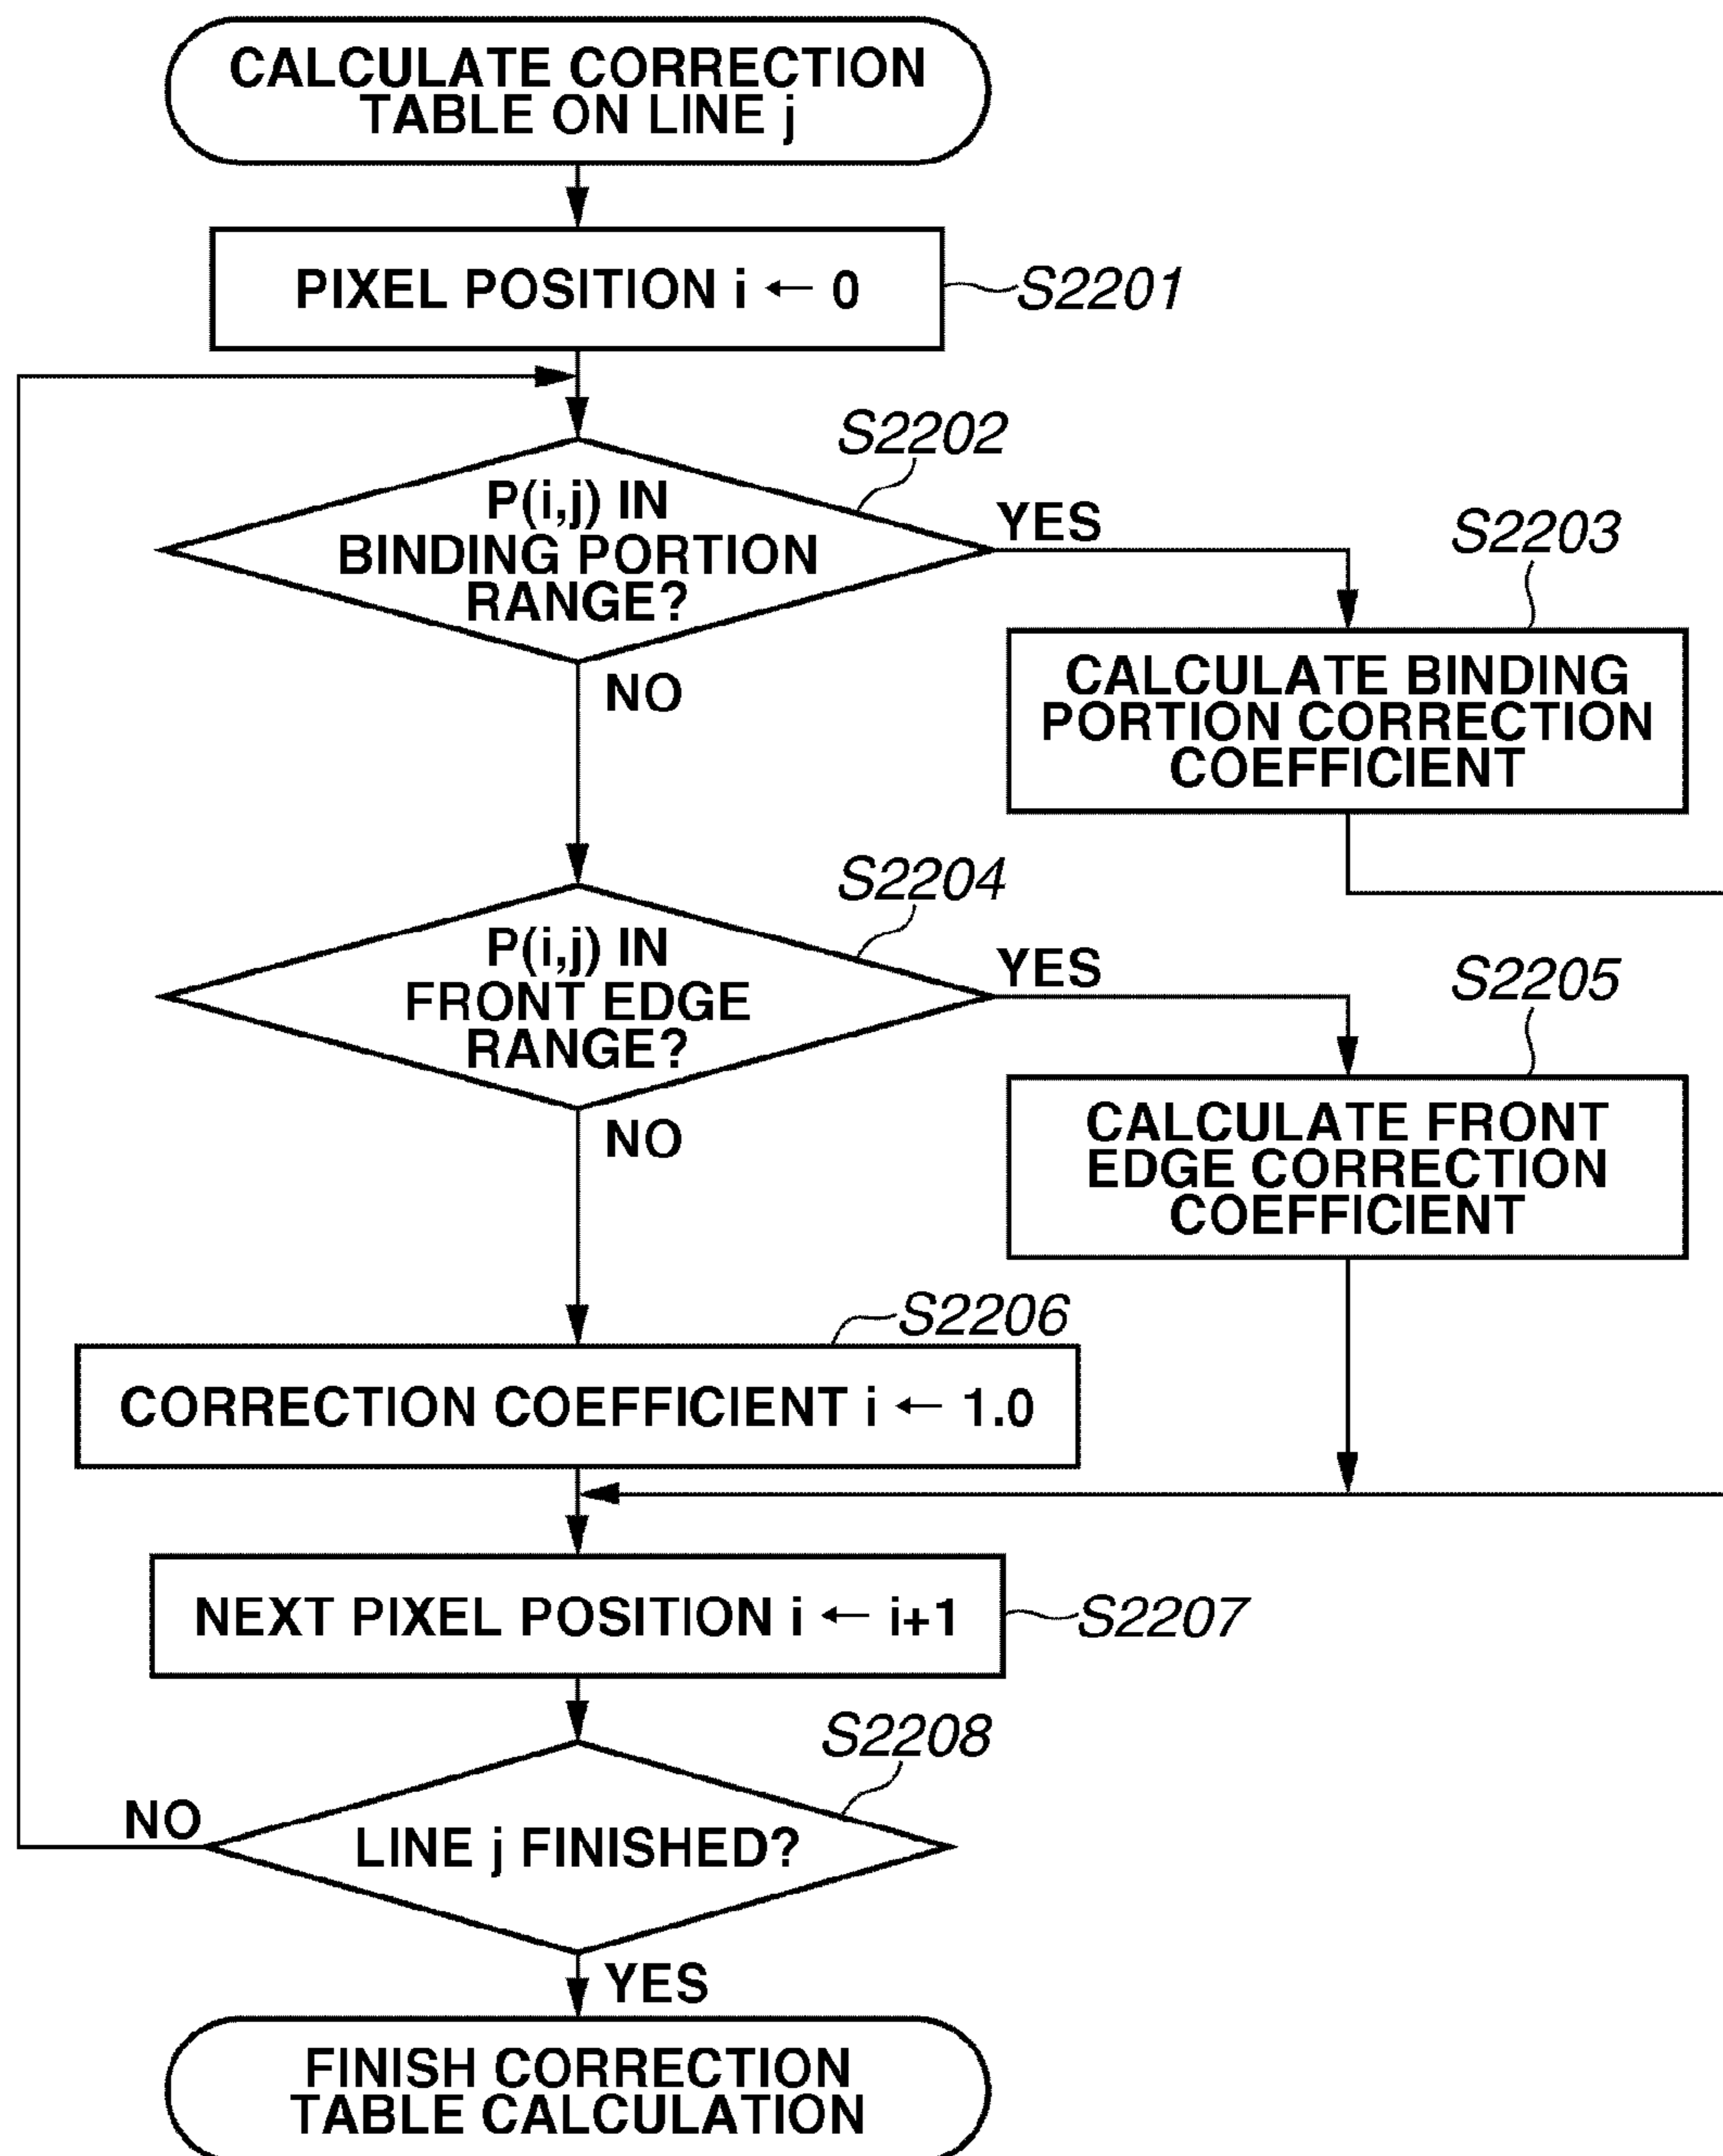 CALCULATE CORRECTION
TABLE ON LINE j
PIXEL POSITION i ← 0
S2201
S2202
P(i,j) IN
BINDING PORTION
RANGE?
YES
NO
S2203
CALCULATE BINDING
PORTION CORRECTION
COEFFICIENT
S2204
P(i,j) IN
FRONT EDGE
RANGE?
YES
NO
S2205
CALCULATE FRONT
EDGE CORRECTION
COEFFICIENT
S2206
CORRECTION COEFFICIENT i ← 1.0
NEXT PIXEL POSITION i ← i+1
S2207
S2208
NO
LINE j FINISHED?
YES
FINISH CORRECTION
TABLE CALCULATION